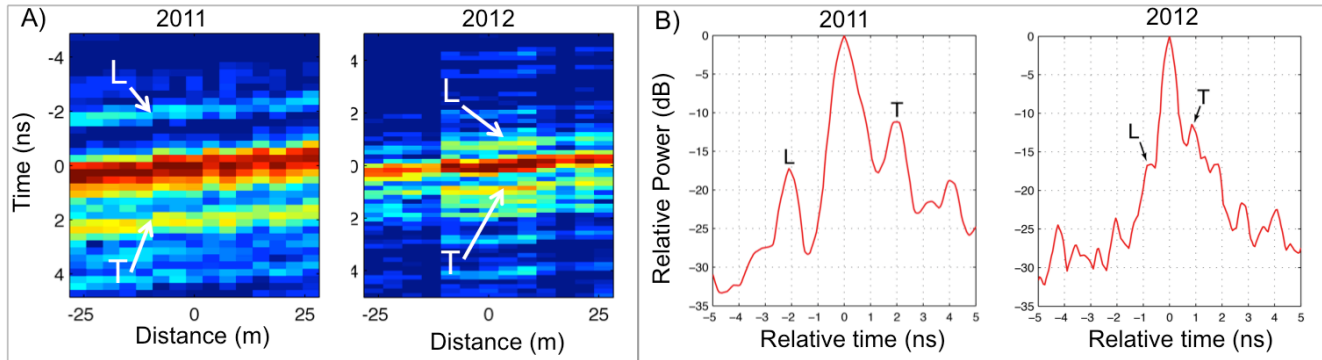 A)
2011
2012
Time (ns)
-4
-2
0
2
4
L
T
-25
0
25
Distance (m)
4
2
0
2
4
L
T
-25
0
25
Distance (m)
B)
2011
2012
Relative Power (dB)
0
−5
−10
−15
−20
−25
−30
−35
L
T
−5 −4 −3 −2 −1 0 1 2 3 4 5
Relative time (ns)
0
−5
−10
−15
−20
−25
−30
−35
L
T
−5 −4 −3 −2 −1 0 1 2 3 4 5
Relative time (ns)